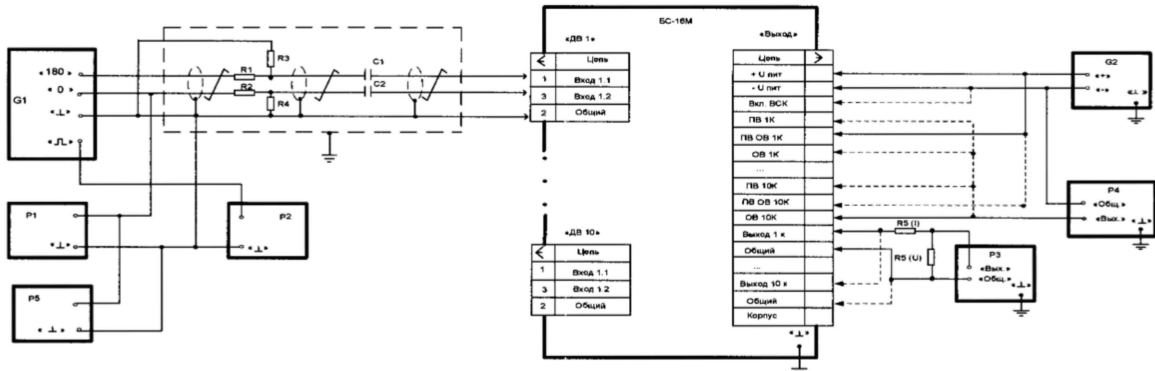 БС-16М
«ДВ 1»
Цепь
1 Вход 1.1
3 Вход 1.2
2 Общий
«ДВ 10»
Цепь
1 Вход 1.1
3 Вход 1.2
2 Общий
«Выход»
Цепь
+ U пит
- U пит
Вкл. ВСК
ПВ 1К
ПВ ОВ 1К
ОВ 1К
...
ПВ 10К
ПВ ОВ 10К
ОВ 10К
Выход 1 к
Общий
...
Выход 10 к
Общий
Корпус
«⊥»
G1
«180»
«0»
«⊥»
«⎍»
R1
R2
R3
R4
C1
C2
P1
«⊥»
P2
«⊥»
P5
«⊥»
G2
«+»
«-»
«⊥»
P4
«Общ.»
«Вых.»
«⊥»
R5 (I)
R5 (U)
P3
«Вых.»
«Общ.»
«⊥»